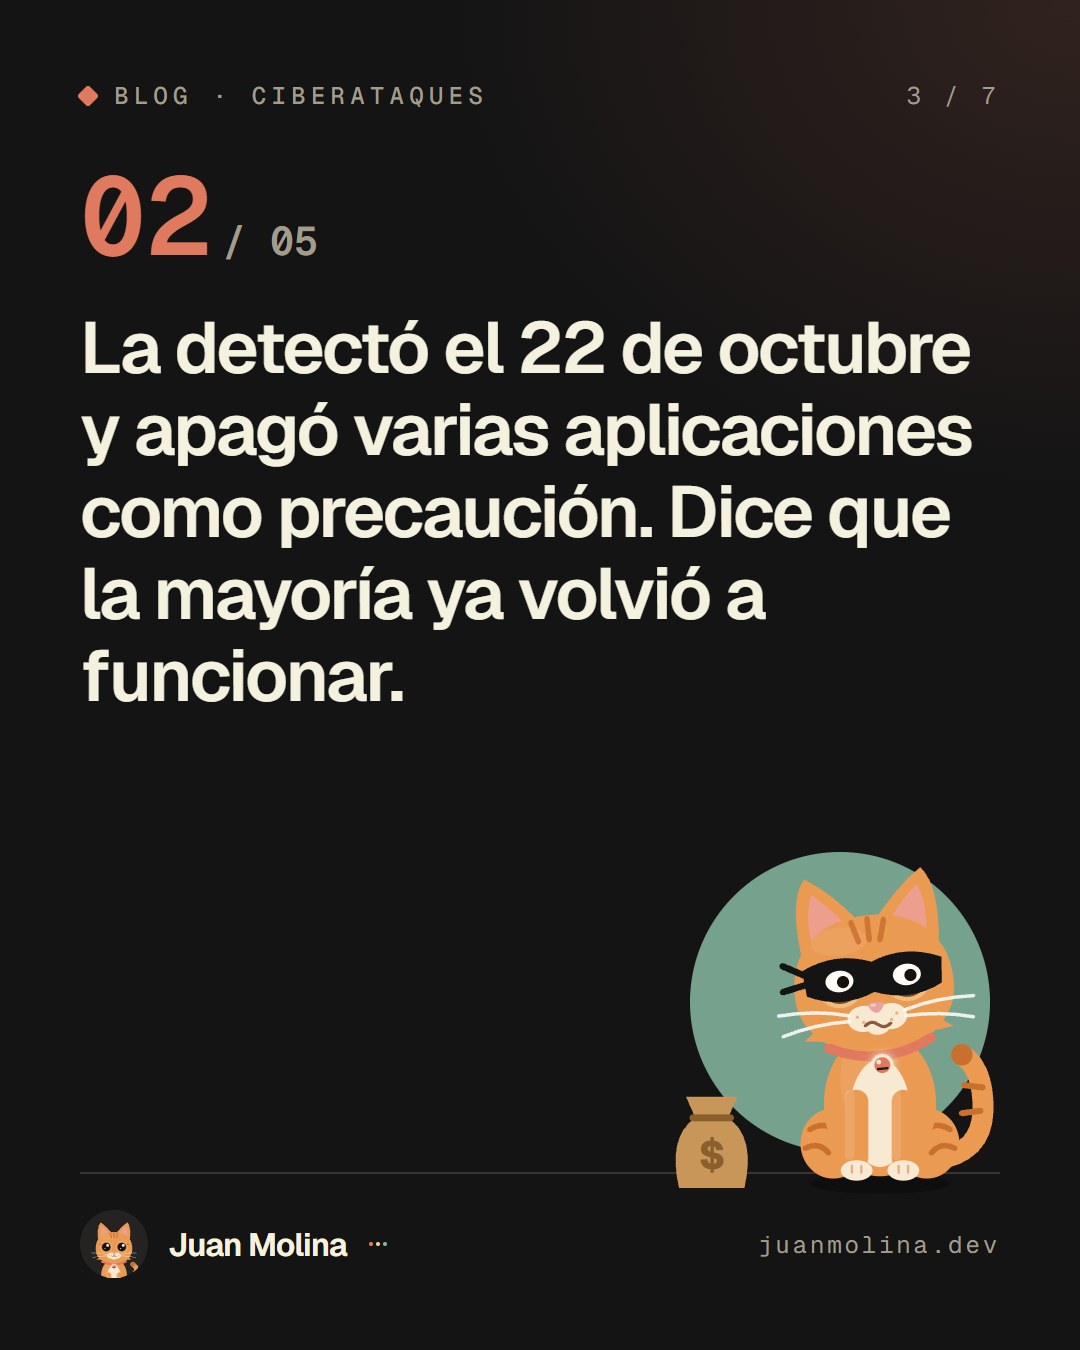 BLOG · CIBERATAQUES
3 / 7
02 / 05
La detectó el 22 de octubre
y apagó varias aplicaciones
como precaución. Dice que
la mayoría ya volvió a
funcionar.
$
Juan Molina
juanmolina.dev